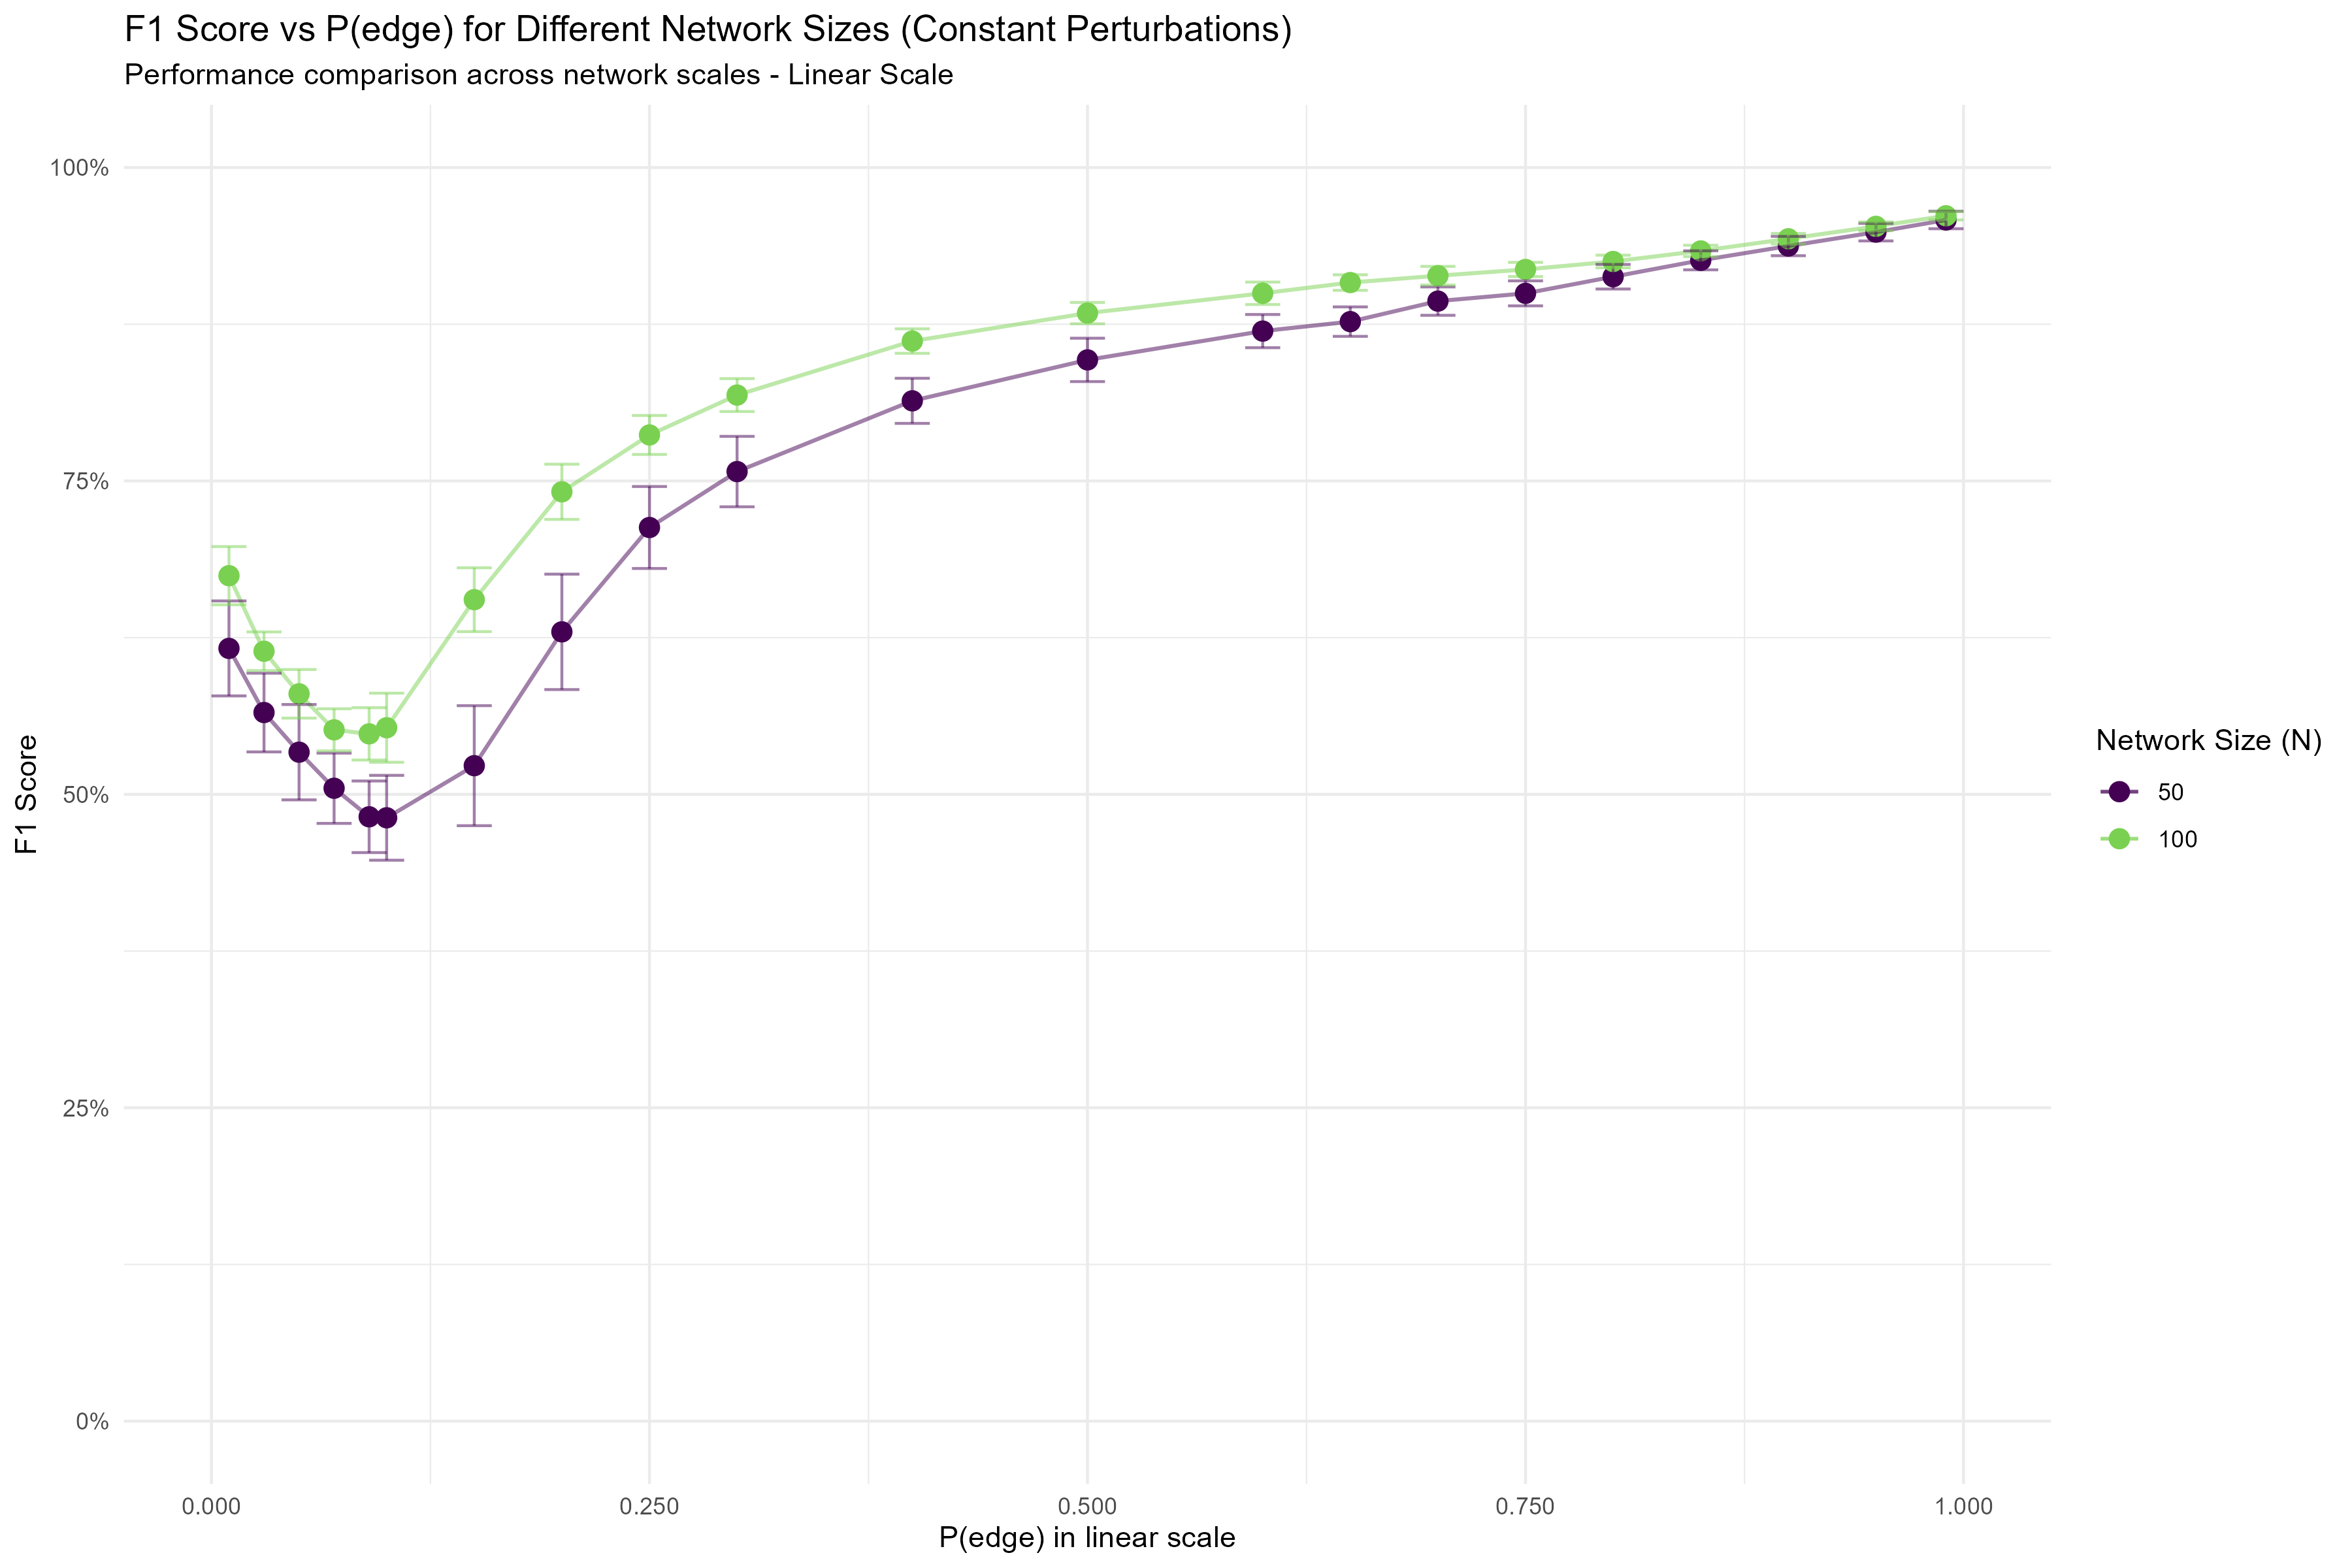 F1 Score vs P(edge) for Different Network Sizes (Constant Perturbations)
Performance comparison across network scales - Linear Scale
100%
75%
50%
25%
0%
F1 Score
0.000
0.250
0.500
0.750
1.000
P(edge) in linear scale
Network Size (N)
50
100